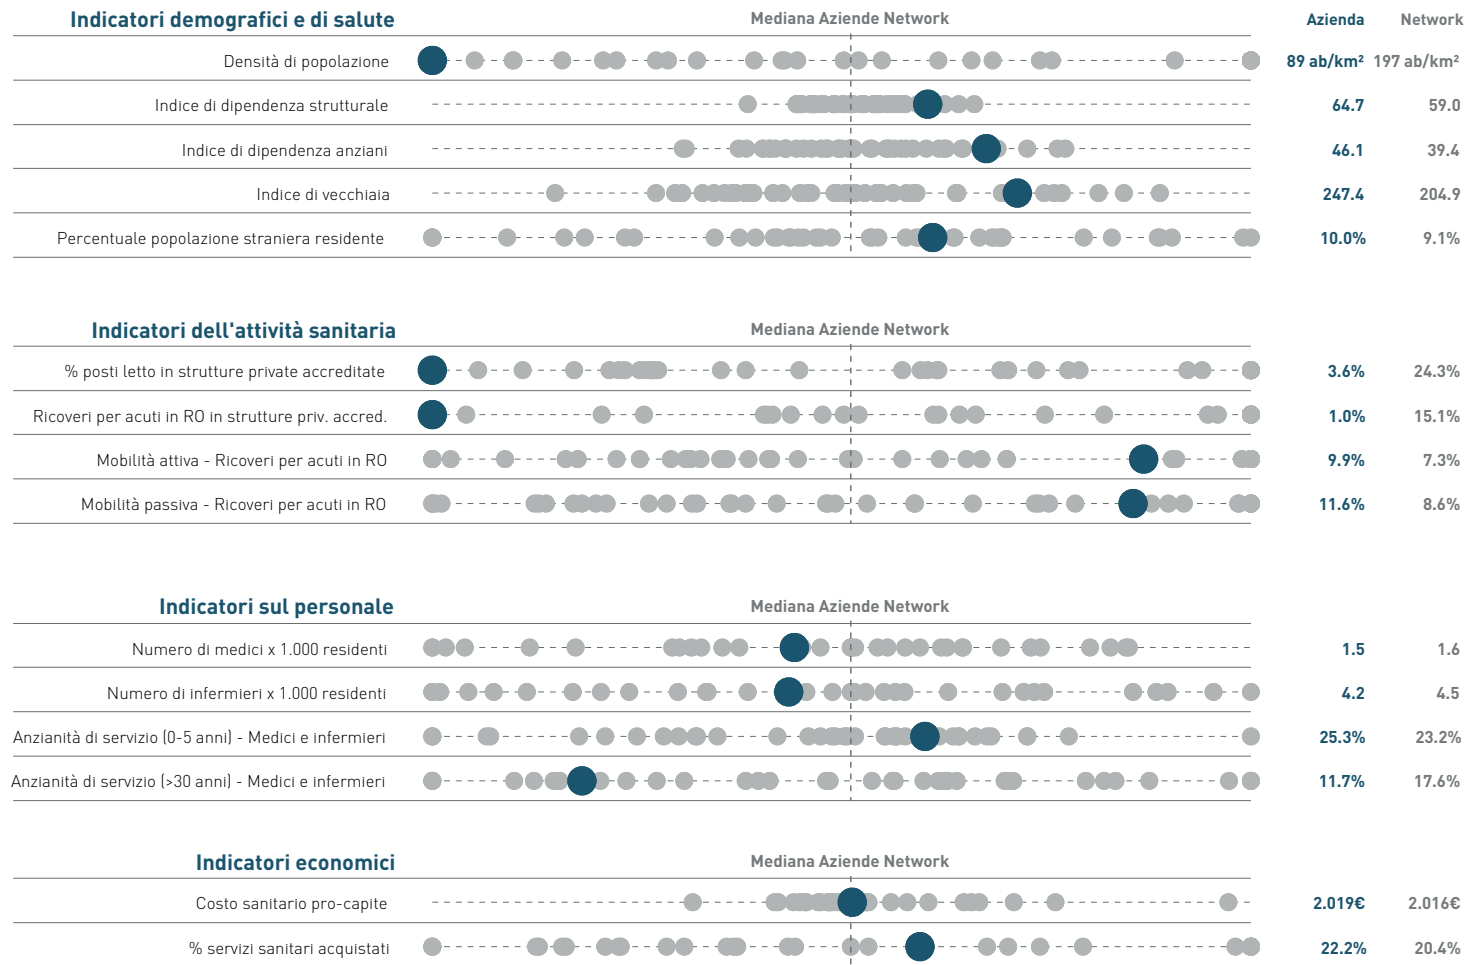 Indicatori demografici e di salute Mediana Aziende Network Azienda Network
Densità di popolazione 89 ab/km² 197 ab/km²
Indice di dipendenza strutturale 64.7 59.0
Indice di dipendenza anziani 46.1 39.4
Indice di vecchiaia 247.4 204.9
Percentuale popolazione straniera residente 10.0% 9.1%
Indicatori dell'attività sanitaria Mediana Aziende Network
% posti letto in strutture private accreditate 3.6% 24.3%
Ricoveri per acuti in RO in strutture priv. accred. 1.0% 15.1%
Mobilità attiva - Ricoveri per acuti in RO 9.9% 7.3%
Mobilità passiva - Ricoveri per acuti in RO 11.6% 8.6%
Indicatori sul personale Mediana Aziende Network
Numero di medici x 1.000 residenti 1.5 1.6
Numero di infermieri x 1.000 residenti 4.2 4.5
Anzianità di servizio (0-5 anni) - Medici e infermieri 25.3% 23.2%
Anzianità di servizio (>30 anni) - Medici e infermieri 11.7% 17.6%
Indicatori economici Mediana Aziende Network
Costo sanitario pro-capite 2.019€ 2.016€
% servizi sanitari acquistati 22.2% 20.4%